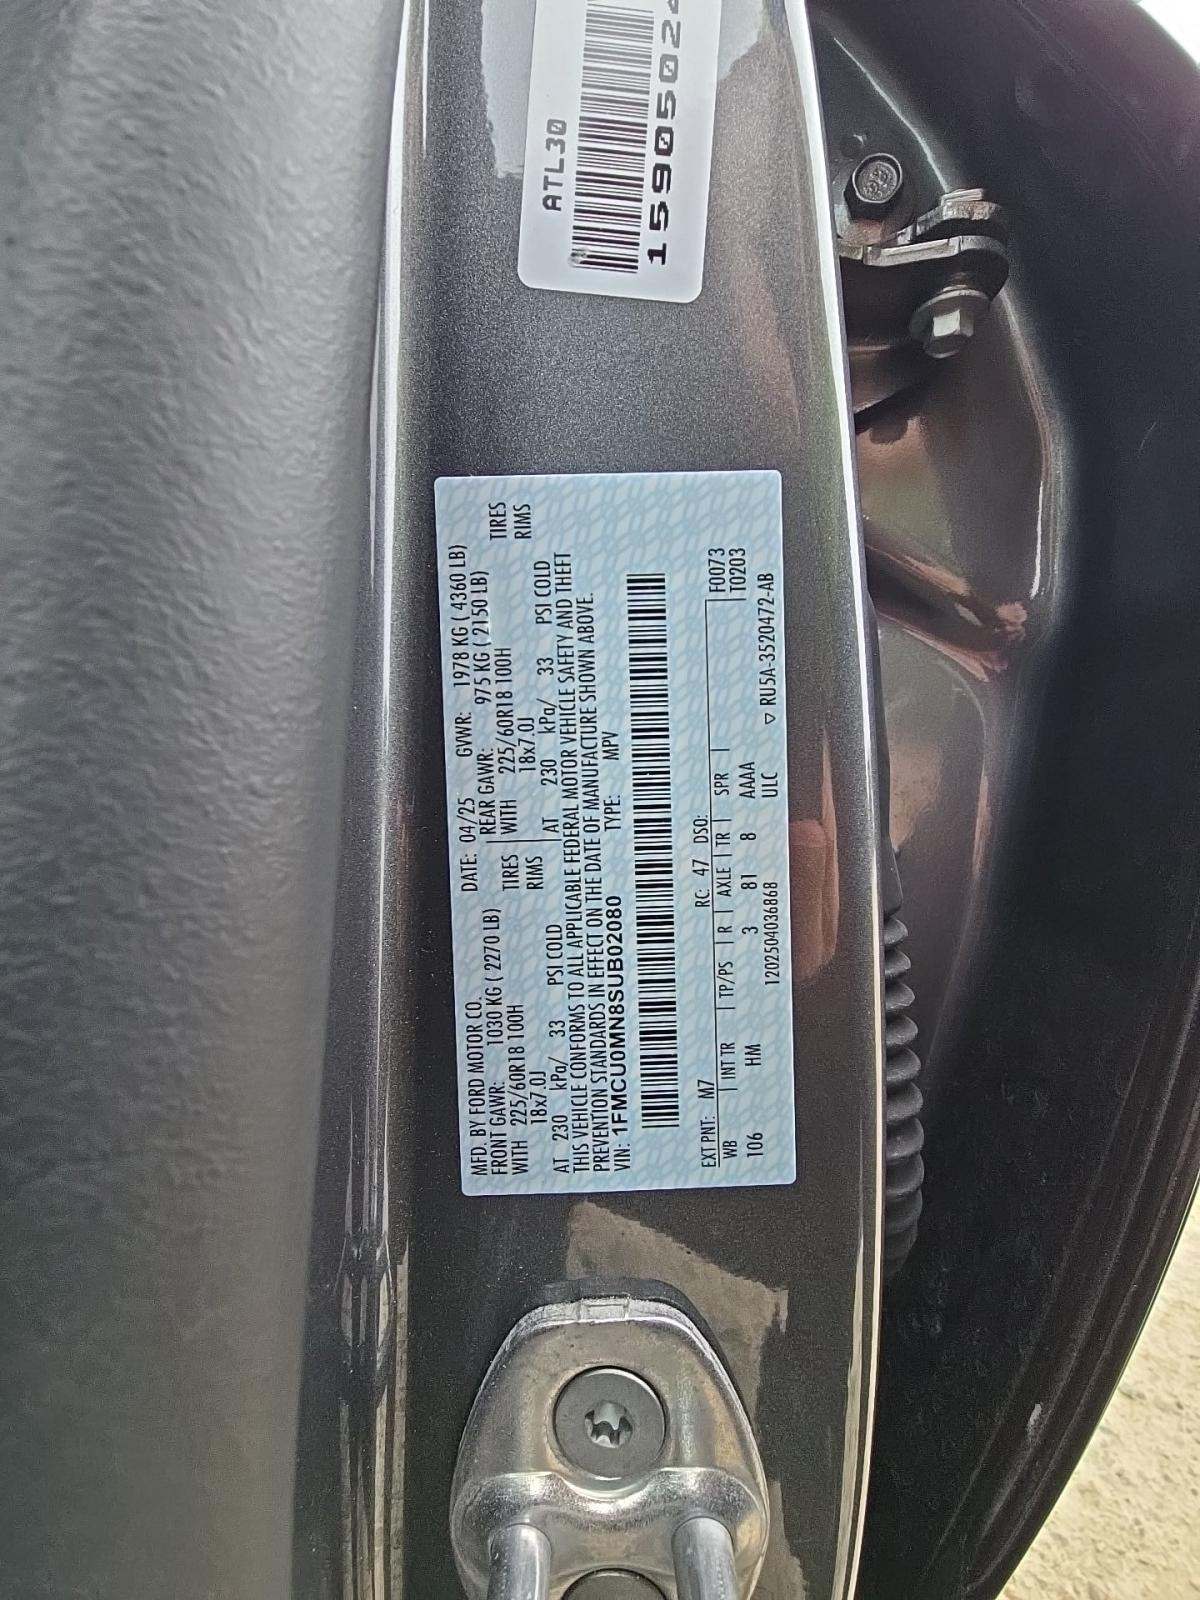 MFD. BY FORD MOTOR CO.
DATE: 04/25 GVWR: 1978 KG ( 4360 LB)
FRONT GAWR: 1030 KG ( 2270 LB) REAR GAWR: 975 KG ( 2150 LB)
WITH 225/60R18 100H TIRES WITH 225/60R18 100H TIRES
18x7.0J RIMS 18x7.0J RIMS
AT 230 kPa/ 33 PSI COLD AT 230 kPa/ 33 PSI COLD
THIS VEHICLE CONFORMS TO ALL APPLICABLE FEDERAL MOTOR VEHICLE SAFETY AND THEFT
PREVENTION STANDARDS IN EFFECT ON THE DATE OF MANUFACTURE SHOWN ABOVE.
VIN: 1FMCU0MN8SUB02080 TYPE: MPV
EXT PNT: M7 RC: 47 DSO: F0073
WB INT TR TP/PS R AXLE TR SPR T0203
106 HM 3 81 8 AAAA
1202504036868 ULC ▽ RU5A-3520472-AB
ATL30
1590502